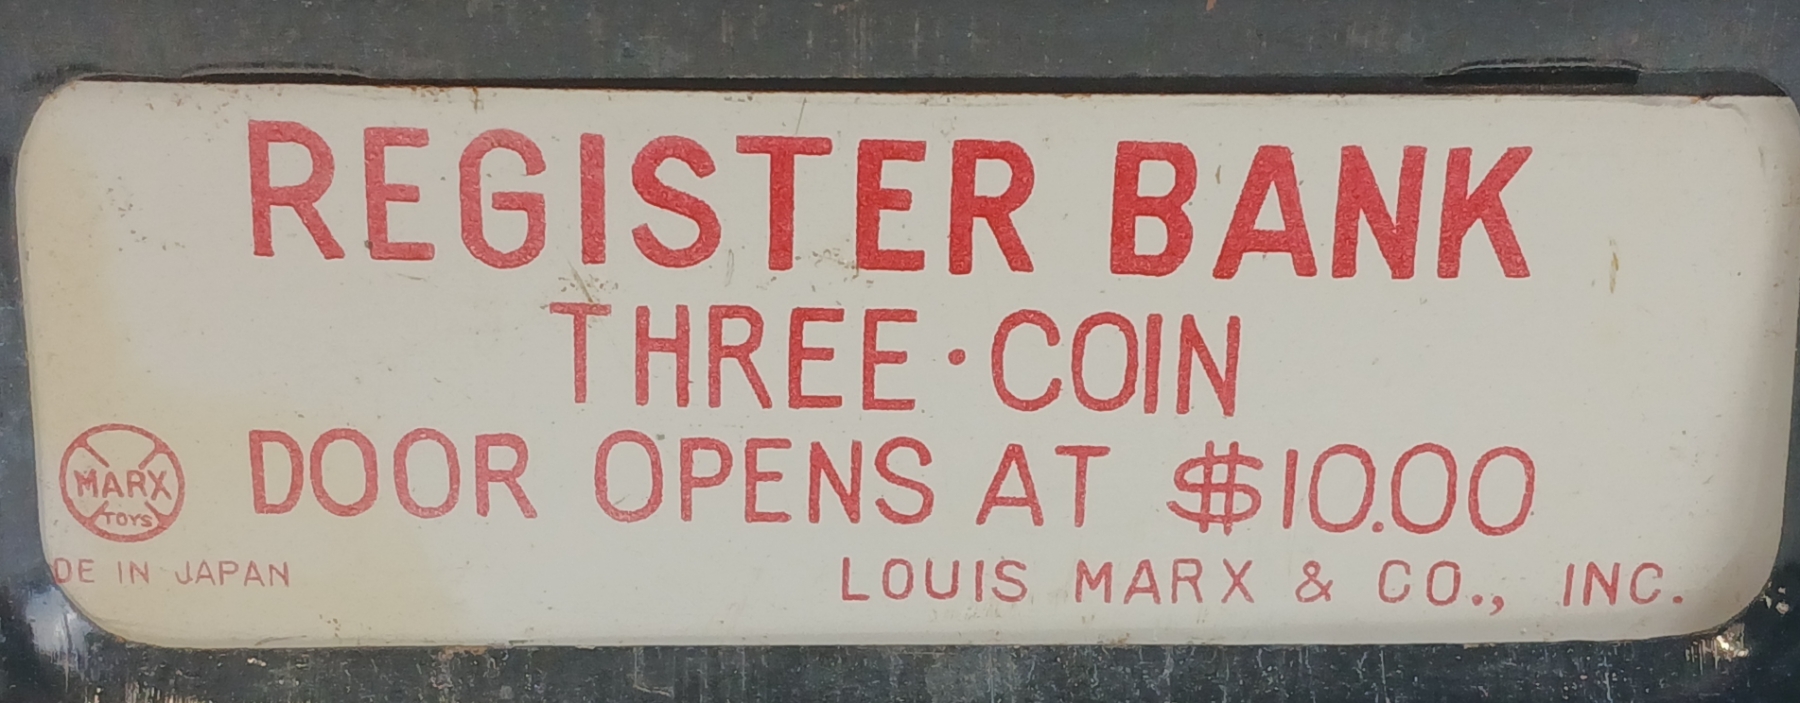 REGISTER BANK
THREE·COIN
MARX
TOYS
DOOR OPENS AT $10.00
DE IN JAPAN
LOUIS MARX & CO., INC.